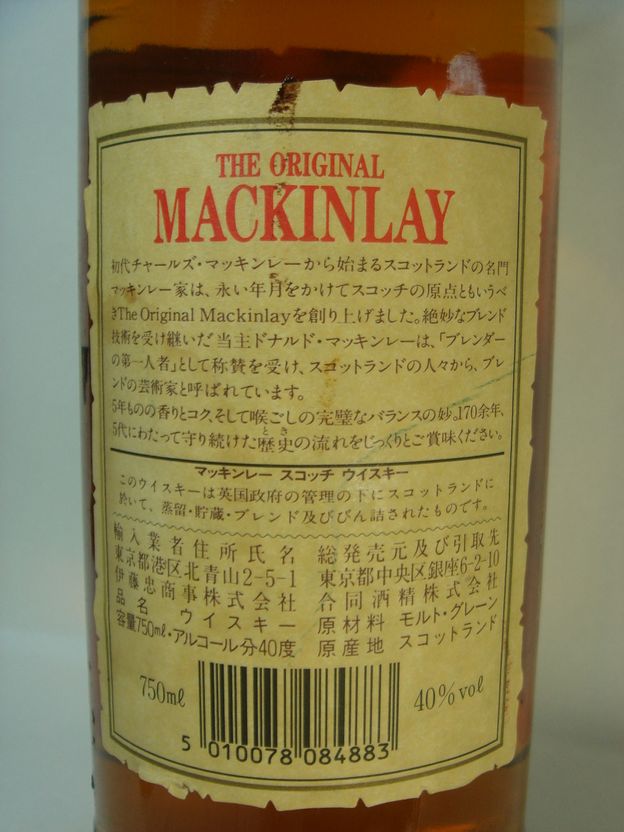 THE ORIGINAL
MACKINLAY
初代チャールズ・マッキンレーから始まるスコットランドの名門
マッキンレー家は、永い年月をかけてスコッチの原点ともいうべ
きThe Original Mackinlayを創り上げました。絶妙なブレンド
技術を受け継いだ当主ドナルド・マッキンレーは、「ブレンダー
の第一人者」として称賛を受け、スコットランドの人々から、ブレ
ンドの芸術家と呼ばれています。
5年ものの香りとコク、そして喉ごしの完璧なバランスの妙。170余年、
とき
5代にわたって守り続けた歴史の流れをじっくりとご賞味ください。
マッキンレー スコッチ ウイスキー
このウイスキーは英国政府の管理の下にスコットランドに
於いて、蒸留・貯蔵・ブレンド及びびん詰されたものです。
輸入業者住所氏名
東京都港区北青山2-5-1
伊藤忠商事株式会社
品名 ウイスキー
容量750ml・アルコール分40度
総発売元及び引取先
東京都中央区銀座6-2-10
合同酒精株式会社
原材料 モルト・グレーン
原産地 スコットランド
750ml
40%vol
5 010078 084883